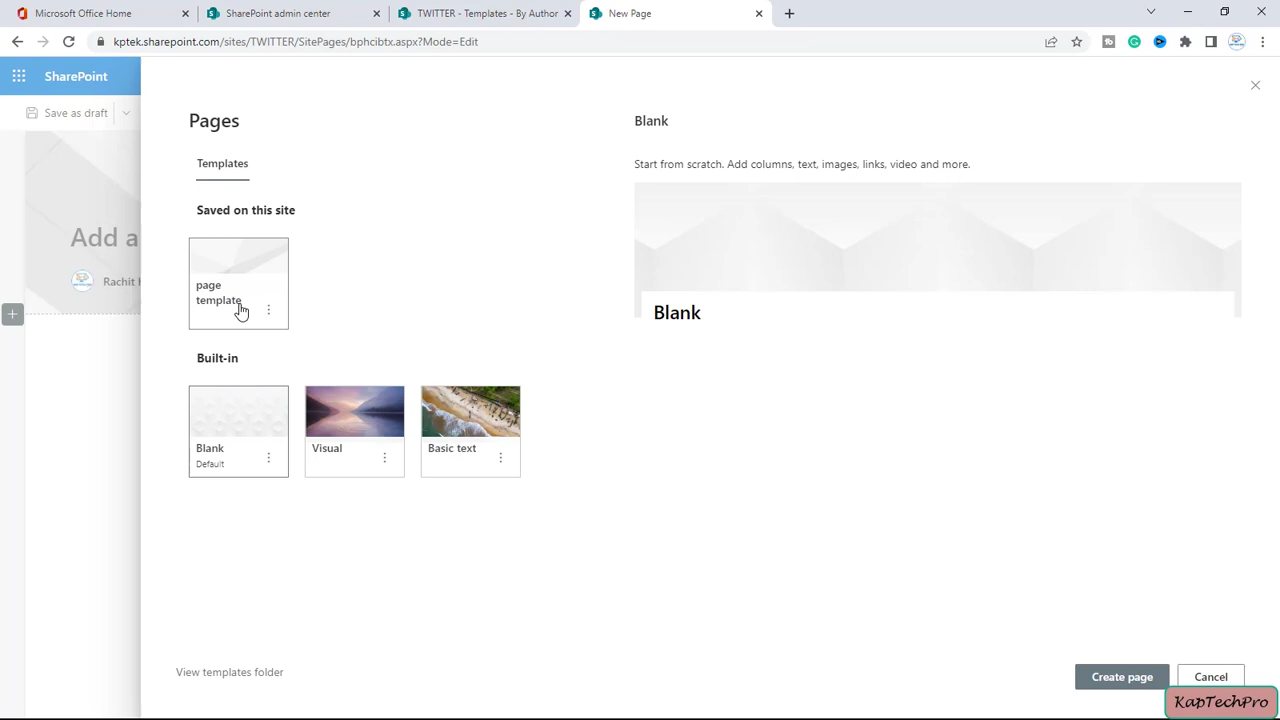 Microsoft Office Home
SharePoint admin center
TWITTER - Templates - By Author
New Page
kptek.sharepoint.com/sites/TWITTER/SitePages/bphcibtx.aspx?Mode=Edit
SharePoint
Save as draft
Add a
Rachit
Pages
Templates
Saved on this site
page
template
Built-in
Blank
Default
Visual
Basic text
View templates folder
Blank
Start from scratch. Add columns, text, images, links, video and more.
Blank
Create page
Cancel
KapTechPro